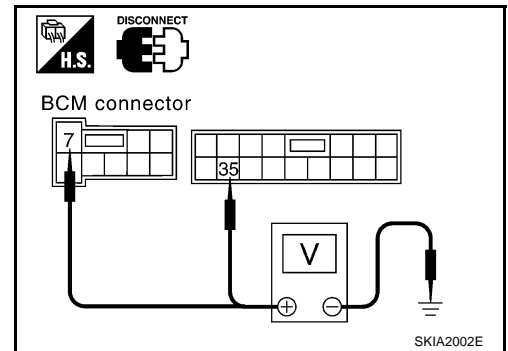 DISCONNECT
H.S.
BCM connector
7
35
V
+ −
SKIA2002E